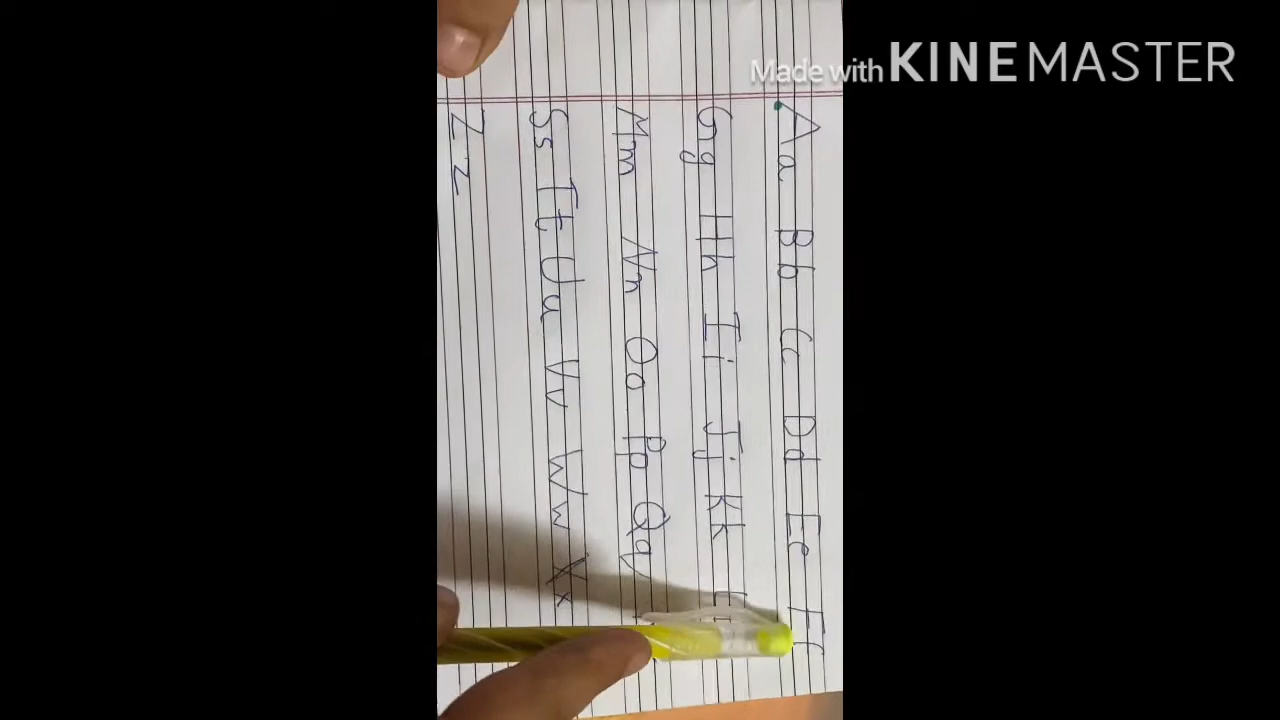 Made with KINEMASTER
Aa Bb Cc Dd Ee Ff
Gg Hh Ii Jj Kk Ll
Mm Nn Oo Pp Qq
Ss Tt Uu Vv Ww Xx
Zz